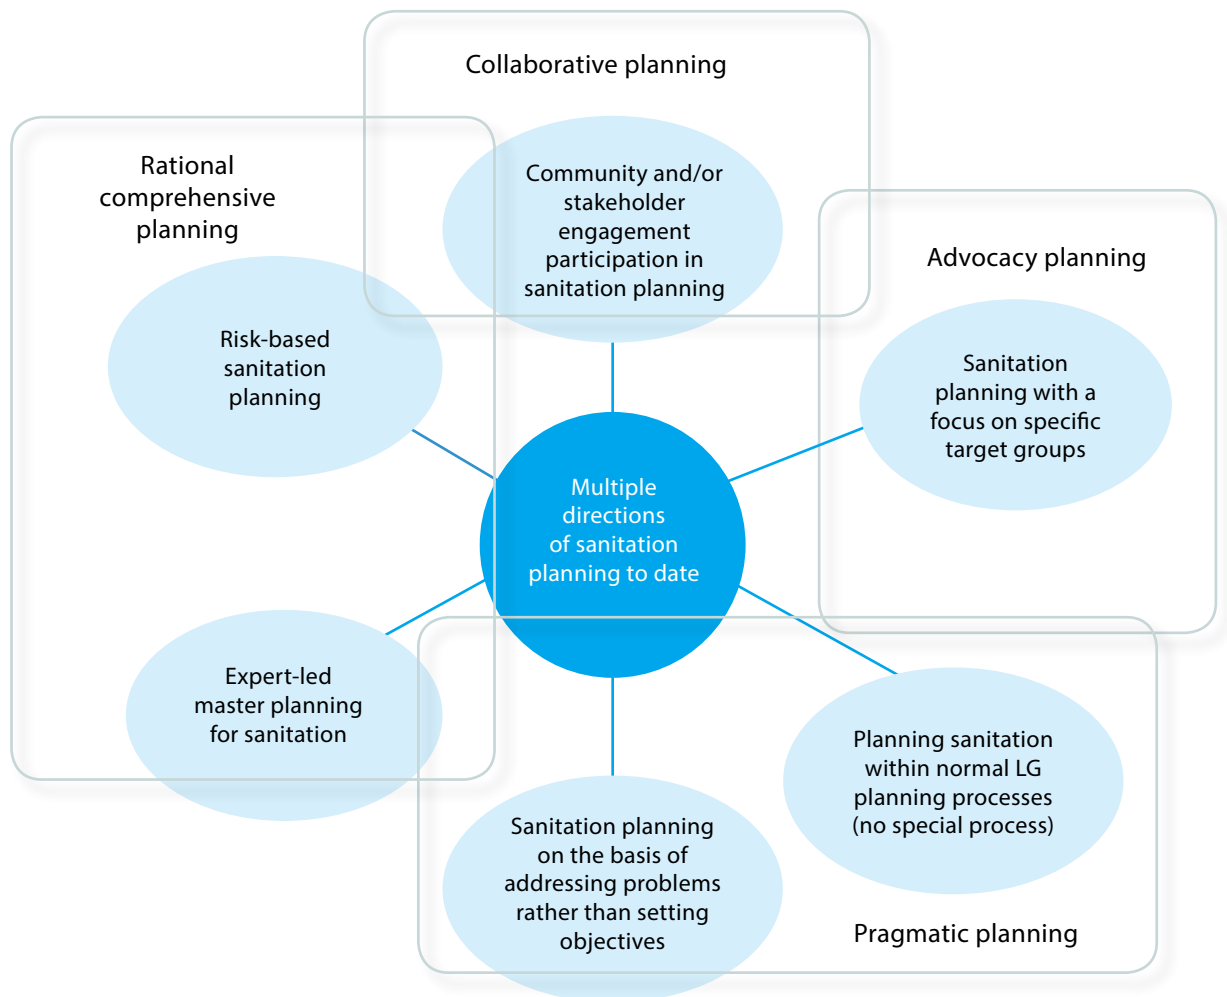 Collaborative planning
Rational
comprehensive
planning
Community and/or
stakeholder
engagement
participation in
sanitation planning
Advocacy planning
Risk-based
sanitation
planning
Sanitation
planning with a
focus on specific
target groups
Multiple
directions
of sanitation
planning to date
Expert-led
master planning
for sanitation
Planning sanitation
within normal LG
planning processes
(no special process)
Sanitation planning
on the basis of
addressing problems
rather than setting
objectives
Pragmatic planning